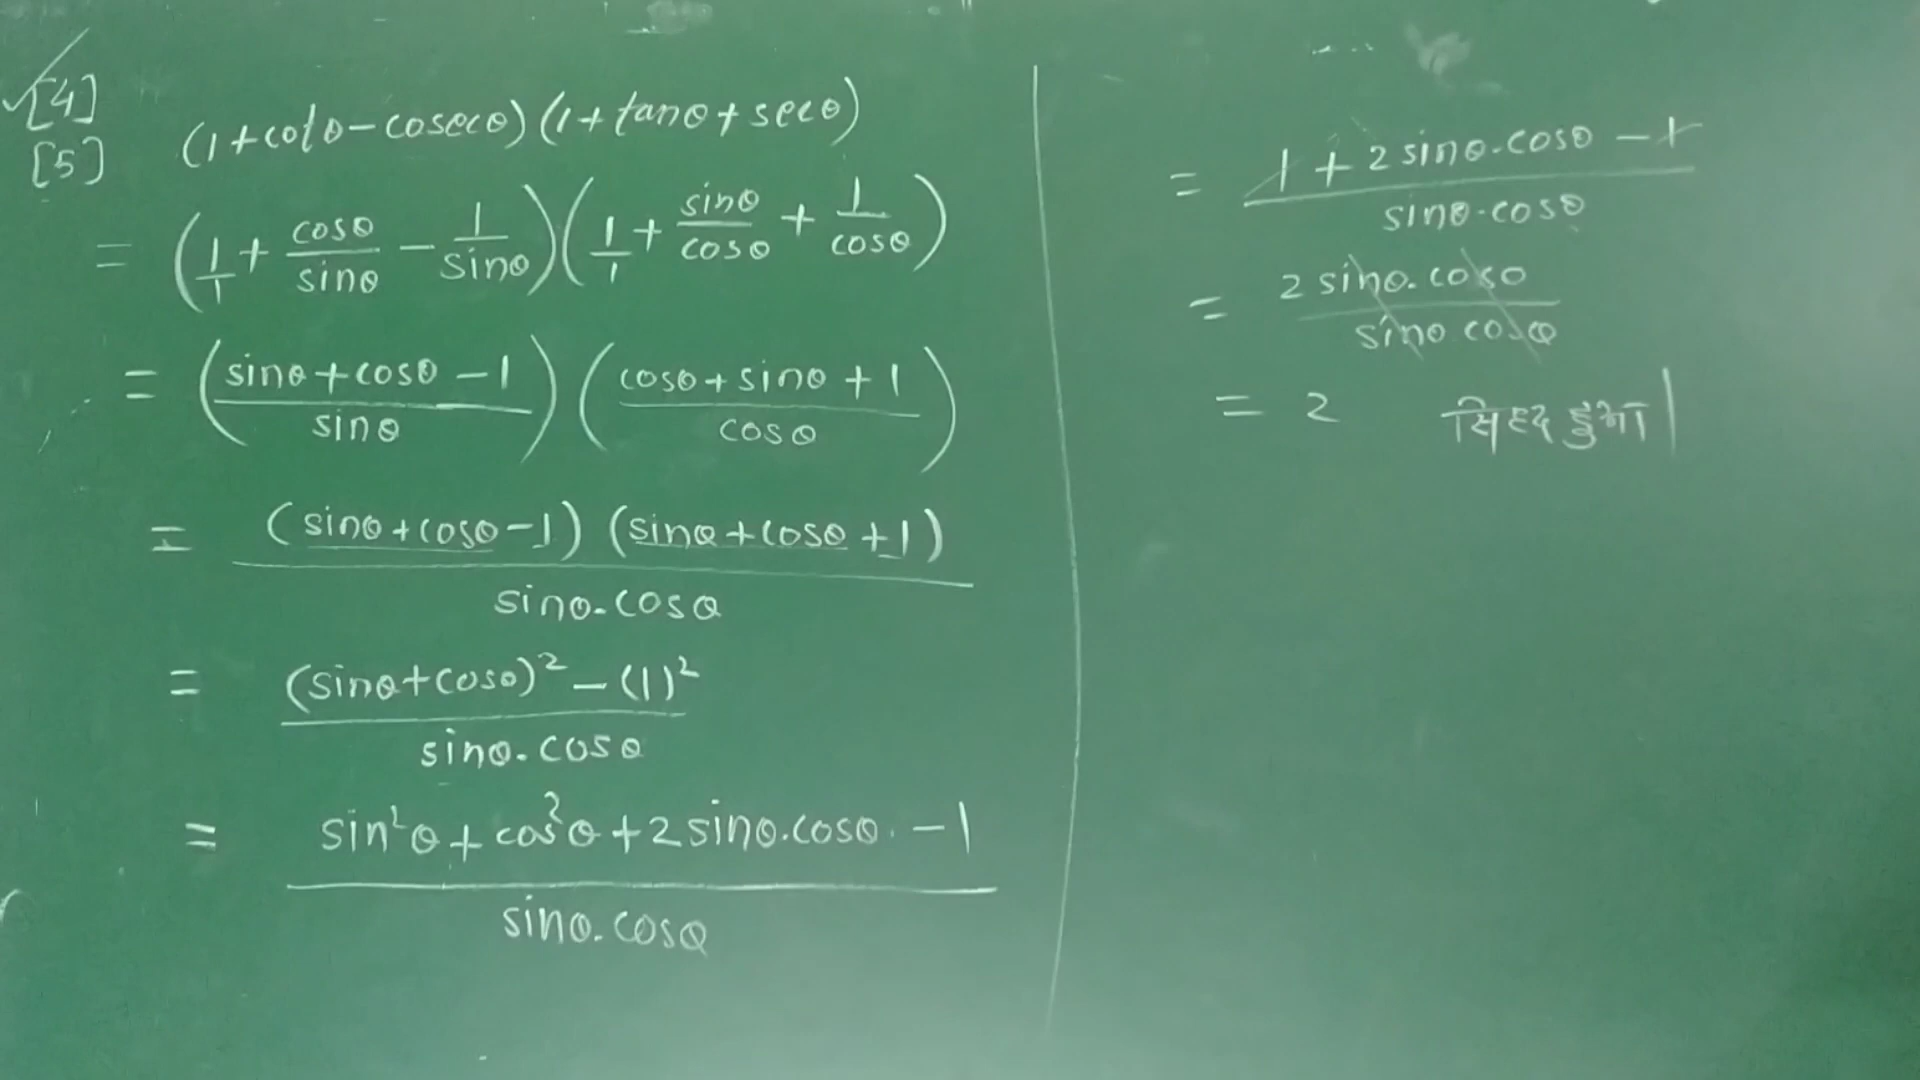 [4]
[5] (1+cotθ-cosecθ)(1+tanθ+secθ)
= (1/1 + cosθ/sinθ - 1/sinθ)(1/1 + sinθ/cosθ + 1/cosθ)
= ((sinθ+cosθ-1)/sinθ)((cosθ+sinθ+1)/cosθ)
= (sinθ+cosθ-1)(sinθ+cosθ+1)
sinθ.cosθ
= (sinθ+cosθ)²-(1)²
sinθ.cosθ
= sin²θ+cos²θ+2sinθ.cosθ.-1
sinθ.cosθ
= 1+2sinθ.cosθ-1
sinθ.cosθ
= 2sinθ.cosθ
sinθ cosθ
= 2